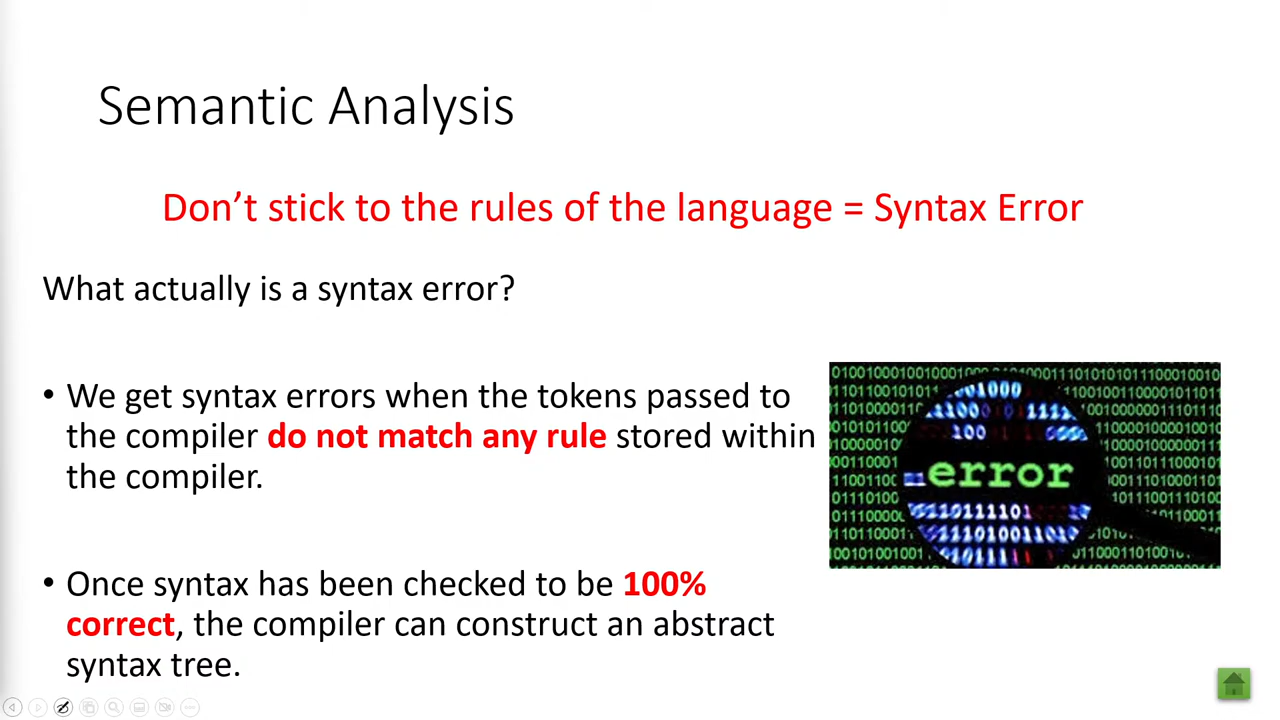 Semantic Analysis
Don’t stick to the rules of the language = Syntax Error
What actually is a syntax error?
• We get syntax errors when the tokens passed to
the compiler do not match any rule stored within
the compiler.
error
• Once syntax has been checked to be 100%
correct, the compiler can construct an abstract
syntax tree.